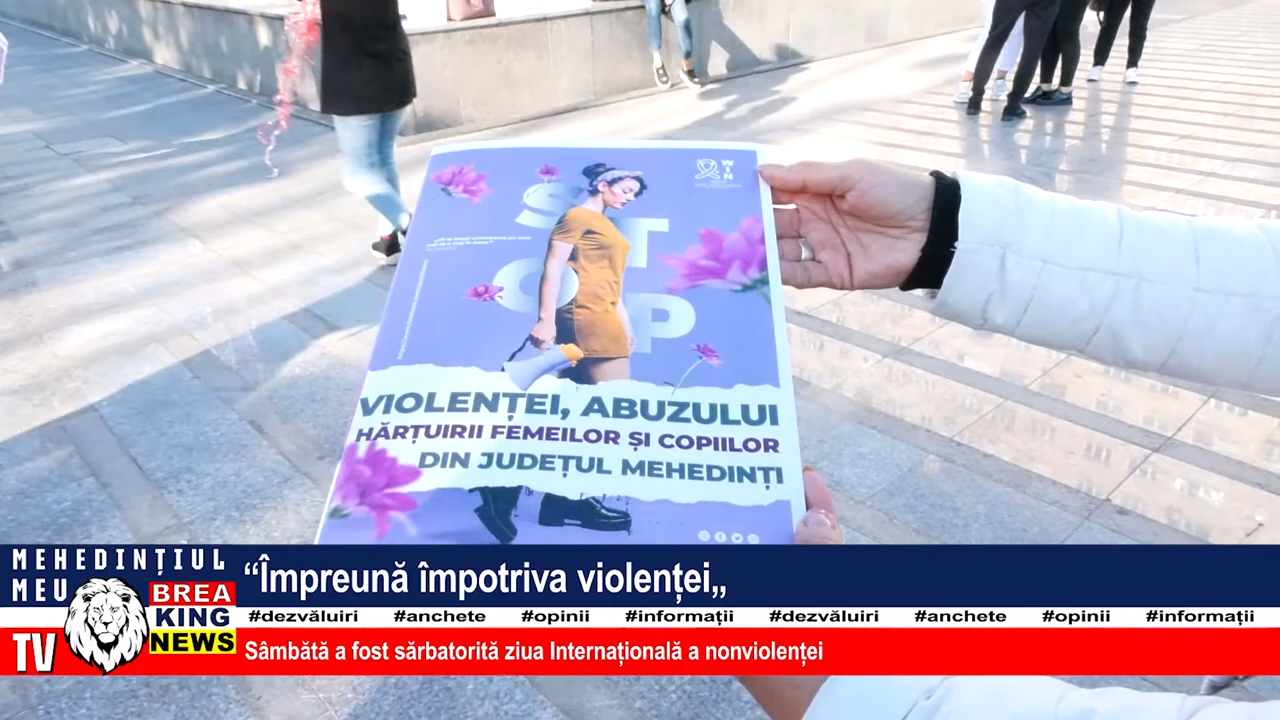 WIN
STOP
VIOLENȚEI, ABUZULUI
HĂRȚUIRII FEMEILOR ȘI COPIILOR
DIN JUDEȚUL MEHEDINȚI
MEHEDINȚIUL
MEU
TV
BREA
KING
NEWS
“Împreună împotriva violenței„
#dezvăluiri #anchete #opinii #informații #dezvăluiri #anchete #opinii #informații
Sâmbătă a fost sărbatorită ziua Internațională a nonviolenței